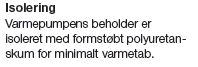 Isolering
Varmepumpens beholder er
isoleret med formstøbt polyuretan-
skum for minimalt varmetab.